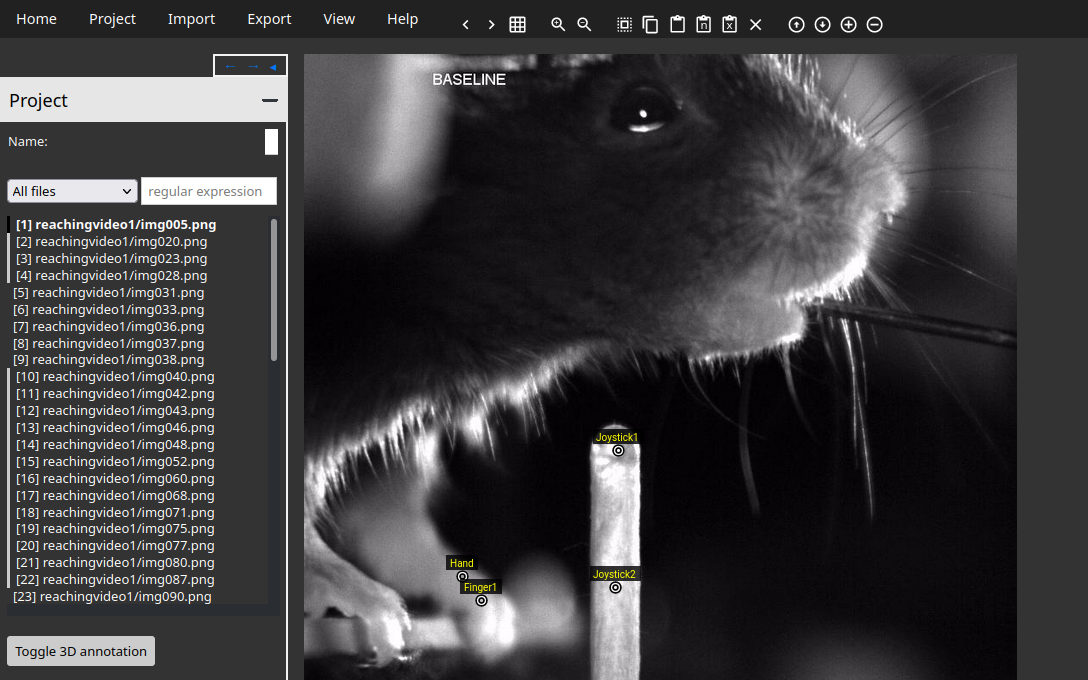 Home Project Import Export View Help
n x
Project
Name:
All files regular expression
[1] reachingvideo1/img005.png
[2] reachingvideo1/img020.png
[3] reachingvideo1/img023.png
[4] reachingvideo1/img028.png
[5] reachingvideo1/img031.png
[6] reachingvideo1/img033.png
[7] reachingvideo1/img036.png
[8] reachingvideo1/img037.png
[9] reachingvideo1/img038.png
[10] reachingvideo1/img040.png
[11] reachingvideo1/img042.png
[12] reachingvideo1/img043.png
[13] reachingvideo1/img046.png
[14] reachingvideo1/img048.png
[15] reachingvideo1/img052.png
[16] reachingvideo1/img060.png
[17] reachingvideo1/img068.png
[18] reachingvideo1/img071.png
[19] reachingvideo1/img075.png
[20] reachingvideo1/img077.png
[21] reachingvideo1/img080.png
[22] reachingvideo1/img087.png
[23] reachingvideo1/img090.png
Toggle 3D annotation
BASELINE
Joystick1
Hand
Joystick2
Finger1